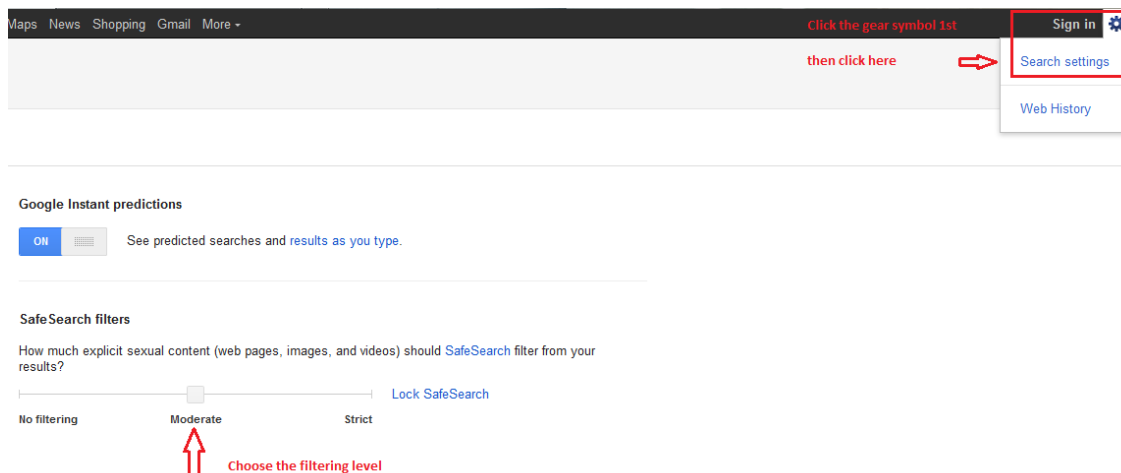 Maps News Shopping Gmail More
Click the gear symbol 1st
Sign in
then click here
Search settings
Web History
Google Instant predictions
ON
See predicted searches and results as you type.
SafeSearch filters
How much explicit sexual content (web pages, images, and videos) should SafeSearch filter from your
results?
Lock SafeSearch
No filtering Moderate Strict
Choose the filtering level